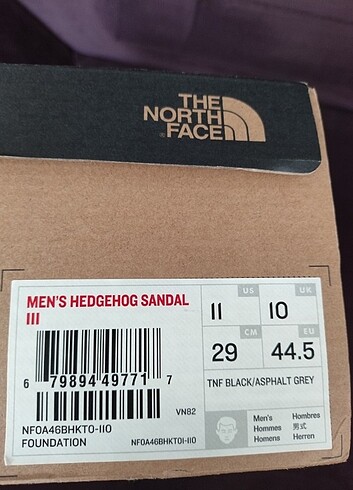 THE
NORTH
FACE
MEN'S HEDGEHOG SANDAL
III
US
11
UK
10
CM
29
EU
44.5
TNF BLACK/ASPHALT GREY
6 79894 49771 7
VN82
NF0A46BHKT0-110
FOUNDATION
NF0A46BHKT01-110
Men's
Hommes
Homens
Hombres
男式
Herren